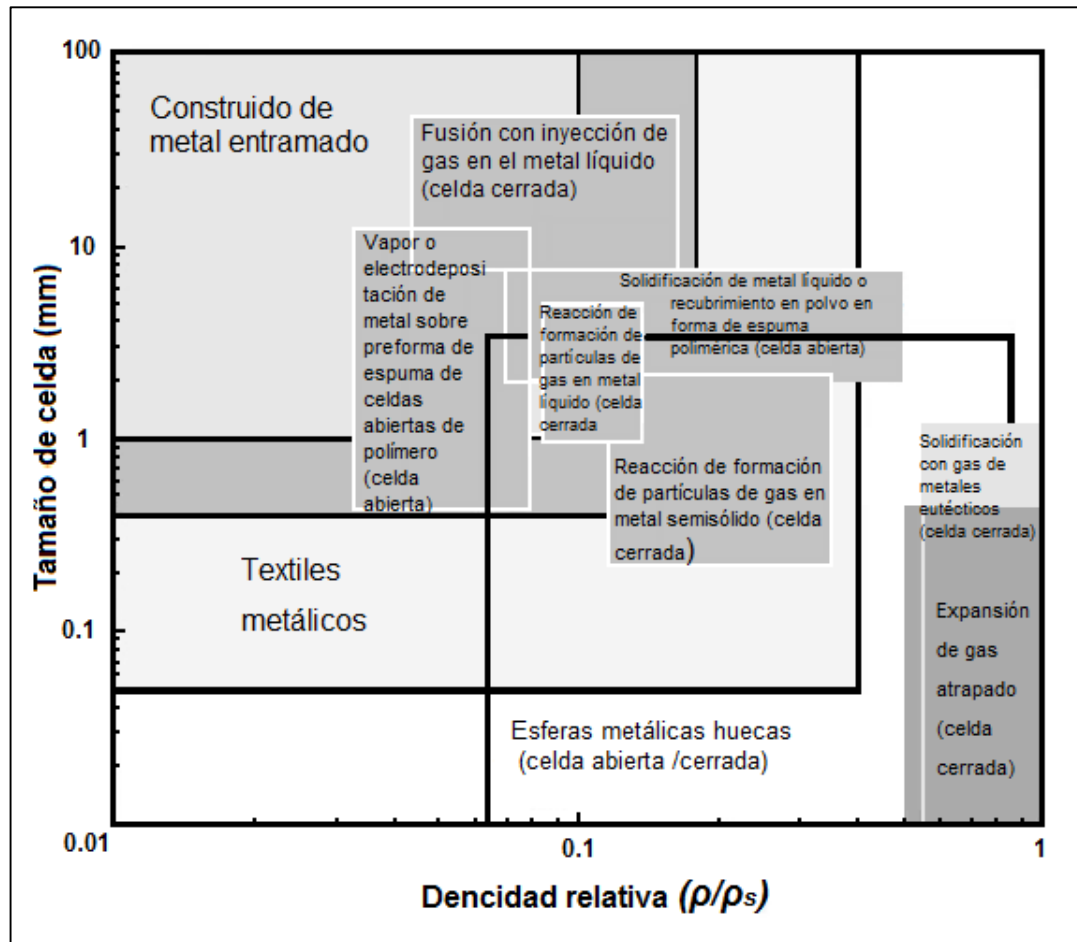 100
10
1
0.1
0.01
0.1
1
Tamaño de celda (mm)
Dencidad relativa (ρ/ρs)
Construido de
metal entramado
Fusión con inyección de
gas en el metal líquido
(celda cerrada)
Vapor o
electrodeposi
tación de
metal sobre
preforma de
espuma de
celdas
abiertas de
polímero
(celda
abierta)
Solidificación de metal líquido o
recubrimiento en polvo en
forma de espuma
polimérica (celda abierta)
Reacción de
formación de
partículas de
gas en metal
líquido (celda
cerrada
Reacción de formación
de partículas de gas en
metal semisólido (celda
cerrada)
Solidificación
con gas de
metales
eutécticos
(celda cerrada)
Expansión
de gas
atrapado
(celda
cerrada)
Textiles
metálicos
Esferas metálicas huecas
(celda abierta /cerrada)